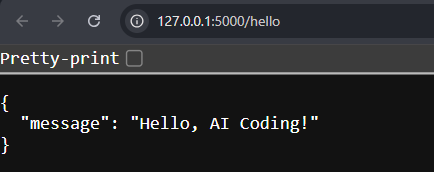 127.0.0.1:5000/hello
Pretty-print
{
  "message": "Hello, AI Coding!"
}